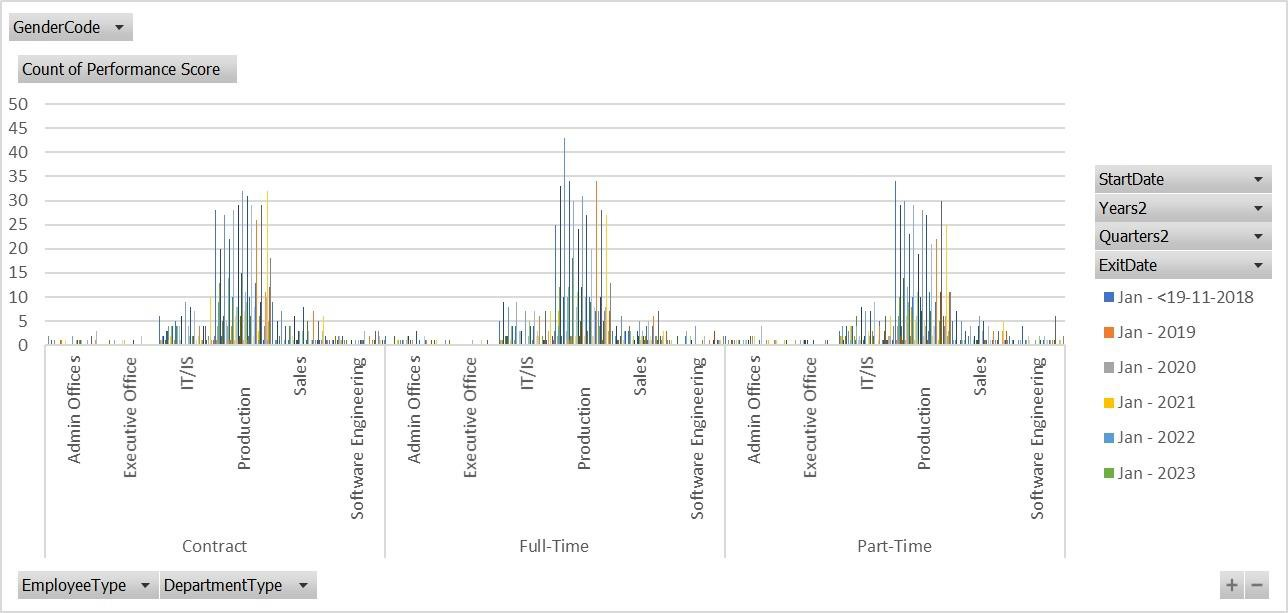 GenderCode
Count of Performance Score
50
45
40
35
30
25
20
15
10
5
0
StartDate
Years2
Quarters2
ExitDate
Jan - <19-11-2018
Jan - 2019
Jan - 2020
Jan - 2021
Jan - 2022
Jan - 2023
Admin Offices
Executive Office
IT/IS
Production
Sales
Software Engineering
Admin Offices
Executive Office
IT/IS
Production
Sales
Software Engineering
Admin Offices
Executive Office
IT/IS
Production
Sales
Software Engineering
Contract
Full-Time
Part-Time
EmployeeType
DepartmentType
+ −